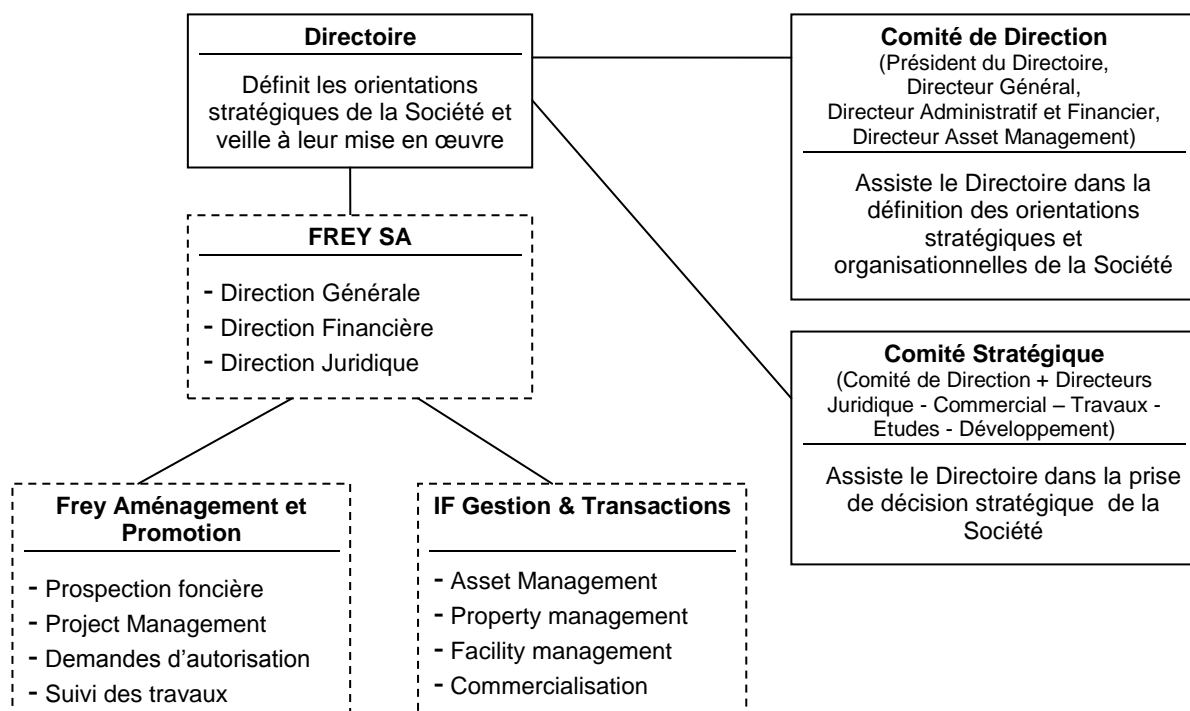 Directoire
Définit les orientations
stratégiques de la Société et
veille à leur mise en œuvre
Comité de Direction
(Président du Directoire,
Directeur Général,
Directeur Administratif et Financier,
Directeur Asset Management)
Assiste le Directoire dans la
définition des orientations
stratégiques et
organisationnelles de la Société
FREY SA
- Direction Générale
- Direction Financière
- Direction Juridique
Comité Stratégique
(Comité de Direction + Directeurs
Juridique - Commercial – Travaux -
Etudes - Développement)
Assiste le Directoire dans la prise
de décision stratégique de la
Société
Frey Aménagement et
Promotion
- Prospection foncière
- Project Management
- Demandes d'autorisation
- Suivi des travaux
IF Gestion & Transactions
- Asset Management
- Property management
- Facility management
- Commercialisation